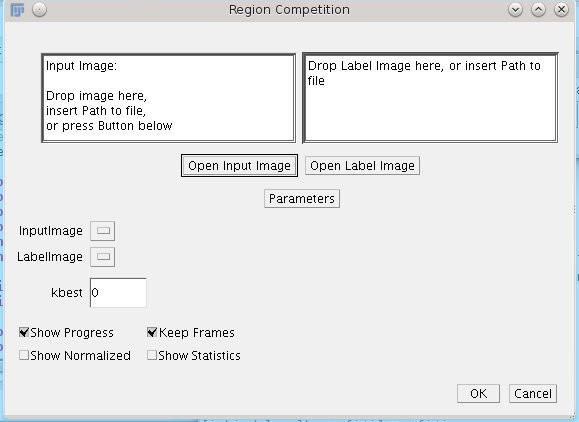 Region Competition
Input Image:
Drop image here,
insert Path to file,
or press Button below
Drop Label Image here, or insert Path to
file
Open Input Image
Open Label Image
Parameters
InputImage
LabelImage
kbest
0
Show Progress
Keep Frames
Show Normalized
Show Statistics
OK
Cancel